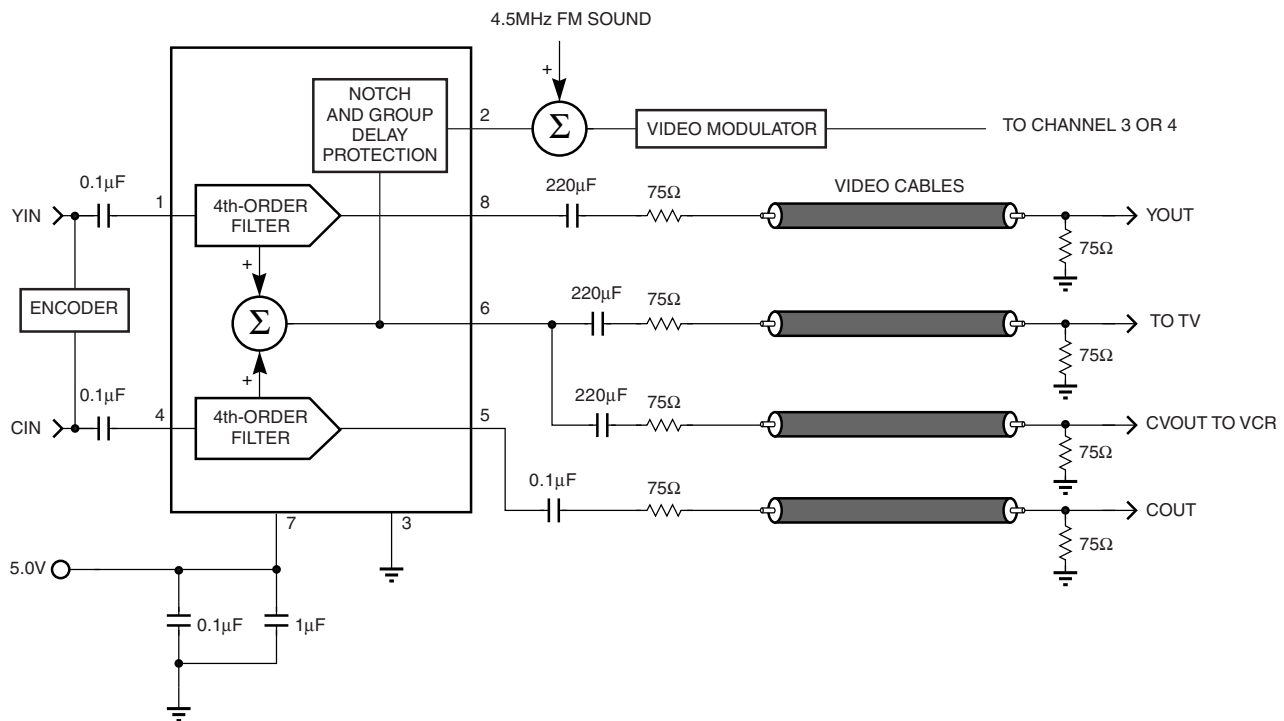 4.5MHz FM SOUND
+
NOTCH
AND GROUP
DELAY
PROTECTION
2
Σ
VIDEO MODULATOR
TO CHANNEL 3 OR 4
0.1µF
220µF
75Ω
VIDEO CABLES
YIN
1
4th-ORDER
FILTER
8
YOUT
75Ω
+
ENCODER
Σ
6
220µF
75Ω
TO TV
75Ω
+
0.1µF
220µF
75Ω
CIN
4
4th-ORDER
FILTER
5
CVOUT TO VCR
75Ω
0.1µF
75Ω
COUT
7
3
75Ω
5.0V
0.1µF
1µF